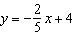 y = −2/5 x + 4